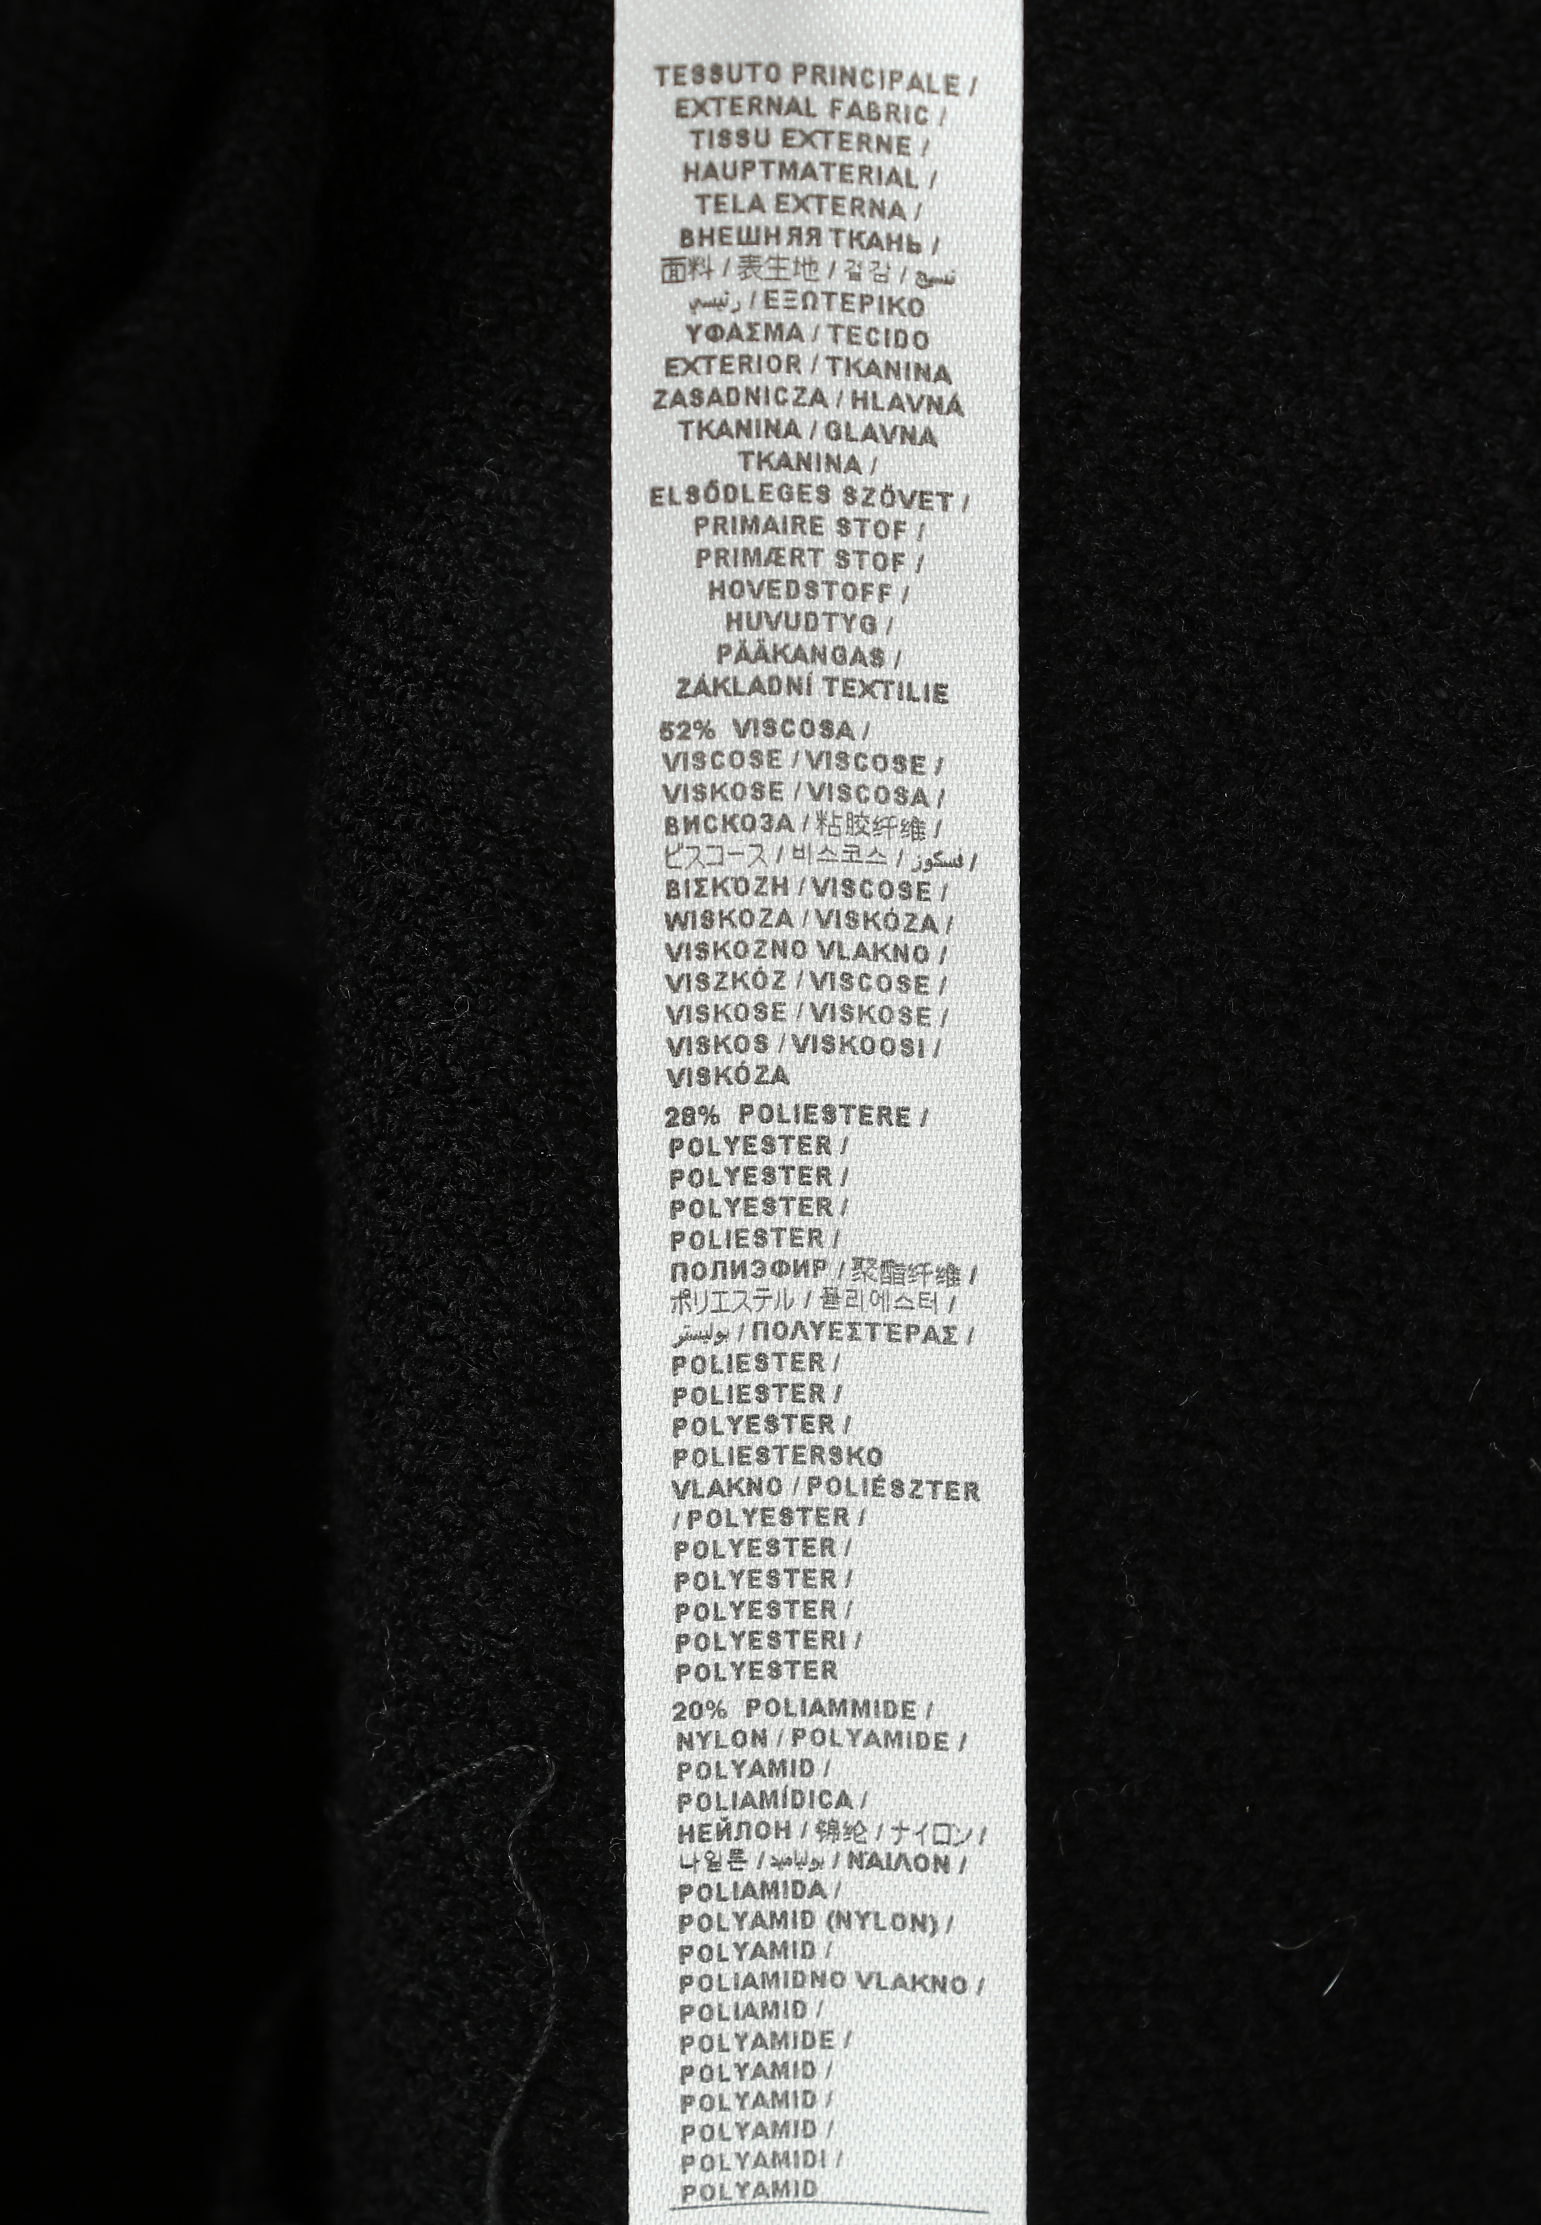 TESSUTO PRINCIPALE /
EXTERNAL FABRIC /
TISSU EXTERNE /
HAUPTMATERIAL /
TELA EXTERNA /
ВНЕШНЯЯ ТКАНЬ /
面料 / 表生地 / 겉감 / نسيج
رئيسي / ΕΞΩΤΕΡΙΚΟ
ΥΦΑΣΜΑ / TECIDO
EXTERIOR / TKANINA
ZASADNICZA / HLAVNÁ
TKANINA / GLAVNA
TKANINA /
ELSŐDLEGES SZÖVET /
PRIMAIRE STOF /
PRIMÆRT STOF /
HOVEDSTOFF /
HUVUDTYG /
PÄÄKANGAS /
ZÁKLADNÍ TEXTILIE
52% VISCOSA /
VISCOSE / VISCOSE /
VISKOSE / VISCOSA /
ВИСКОЗА / 粘胶纤维 /
ビスコース / 비스코스 / فسكوز /
ΒΙΣΚΌΖΗ / VISCOSE /
WISKOZA / VISKÓZA /
VISKOZNO VLAKNO /
VISZKÓZ / VISCOSE /
VISKOSE / VISKOSE /
VISKOS / VISKOOSI /
VISKÓZA
28% POLIESTERE /
POLYESTER /
POLYESTER /
POLYESTER /
POLIESTER /
ПОЛИЭФИР / 聚酯纤维 /
ポリエステル / 폴리에스터 /
بوليستر / ΠΟΛΥΕΣΤΈΡΑΣ /
POLIESTER /
POLIESTER /
POLYESTER /
POLIESTERSKO
VLAKNO / POLIÉSZTER
/ POLYESTER /
POLYESTER /
POLYESTER /
POLYESTER /
POLYESTERI /
POLYESTER
20% POLIAMMIDE /
NYLON / POLYAMIDE /
POLYAMID /
POLIAMÍDICA /
НЕЙЛОН / 锦纶 / ナイロン /
나일론 / بولياميد / ΝΆΙΛΟΝ /
POLIAMIDA /
POLYAMID (NYLON) /
POLYAMID /
POLIAMIDNO VLAKNO /
POLIAMID /
POLYAMIDE /
POLYAMID /
POLYAMID /
POLYAMID /
POLYAMIDI /
POLYAMID